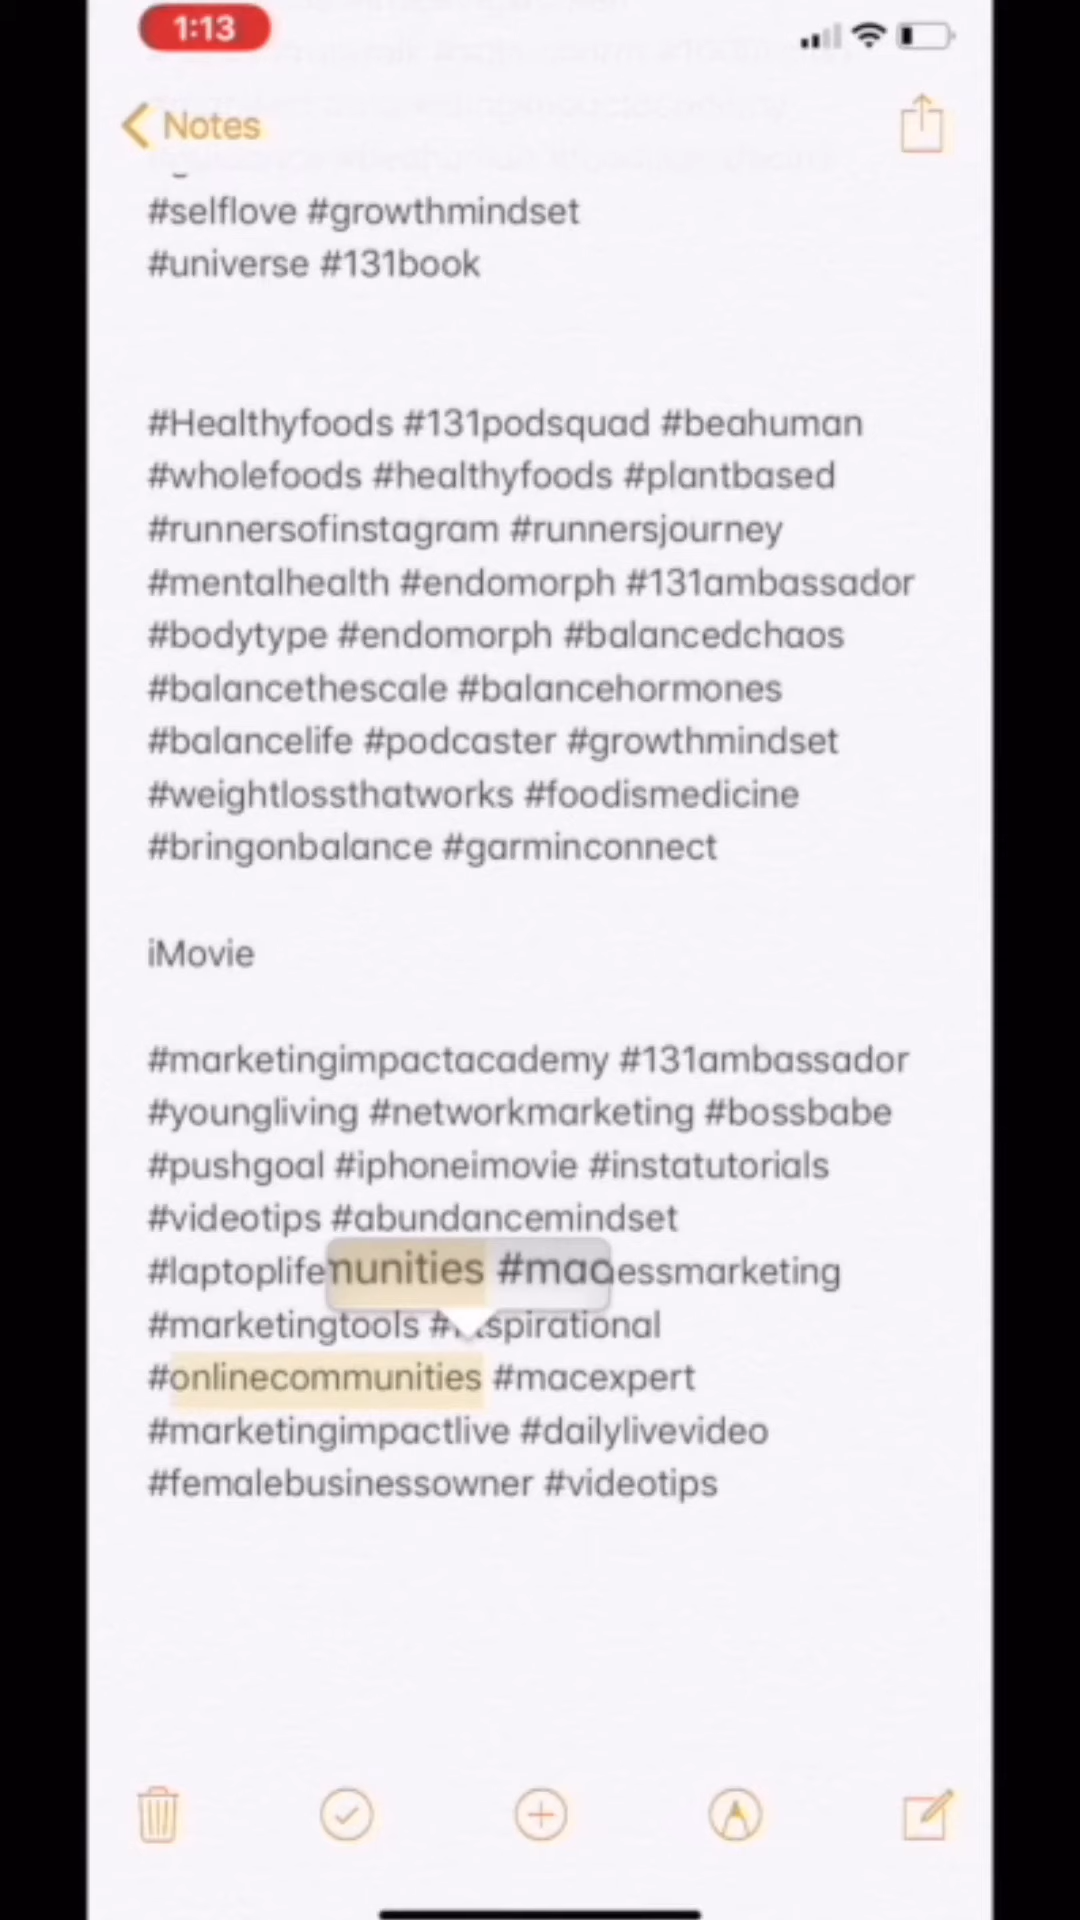 1:13
Notes
#selflove #growthmindset
#universe #131book
#Healthyfoods #131podsquad #beahuman
#wholefoods #healthyfoods #plantbased
#runnersofinstagram #runnersjourney
#mentalhealth #endomorph #131ambassador
#bodytype #endomorph #balancedchaos
#balancethescale #balancehormones
#balancelife #podcaster #growthmindset
#weightlossthatworks #foodismedicine
#bringonbalance #garminconnect
iMovie
#marketingimpactacademy #131ambassador
#youngliving #networkmarketing #bossbabe
#pushgoal #iphoneimovie #instatutorials
#videotips #abundancemindset
#laptoplife munities #mac essmarketing
#marketingtools spirational
#onlinecommunities #macexpert
#marketingimpactlive #dailylivevideo
#femalebusinessowner #videotips